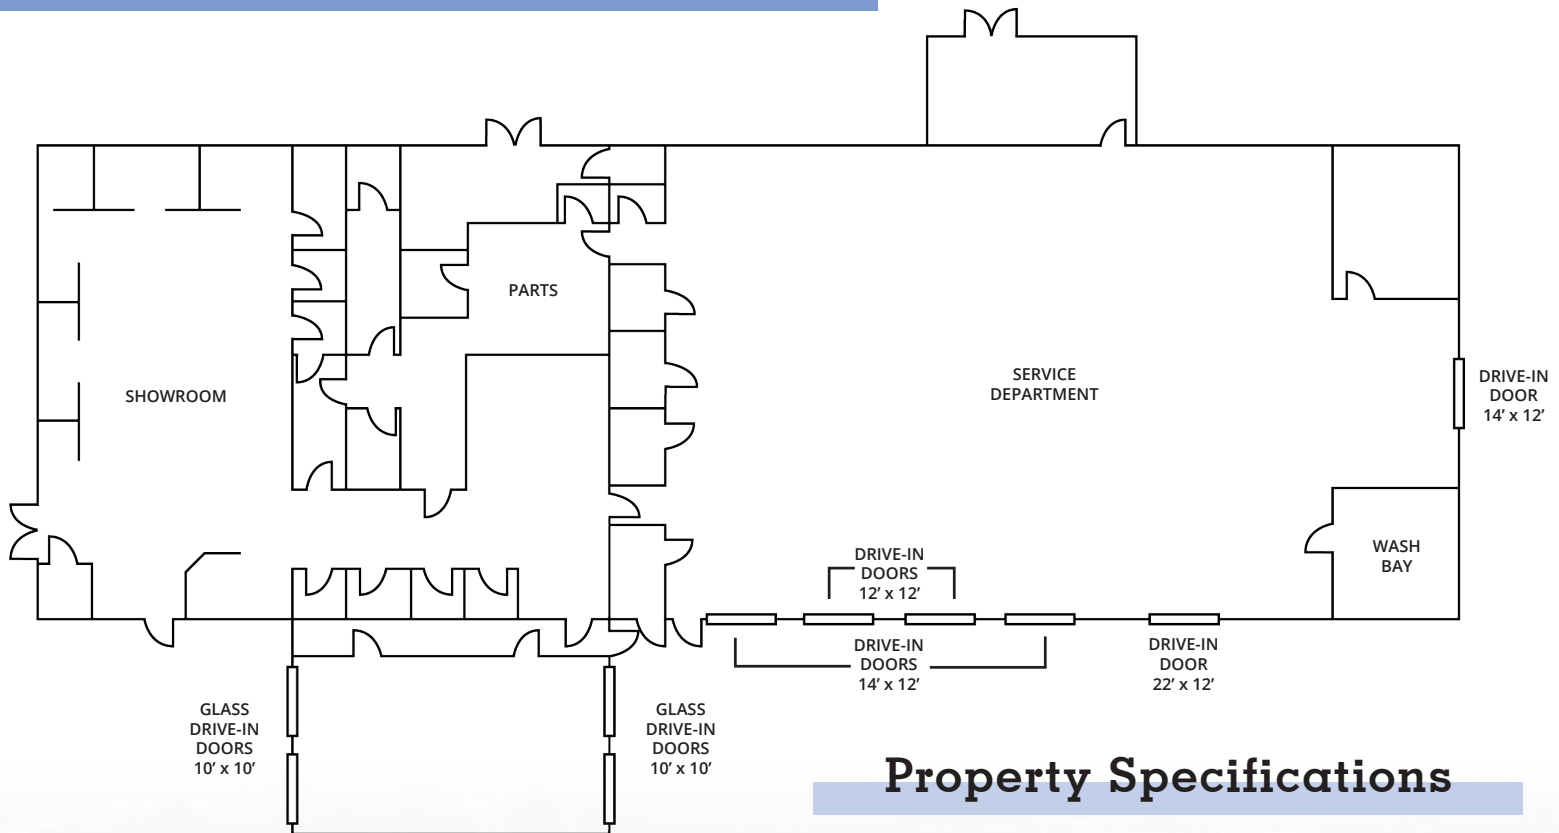 PARTS
SHOWROOM
SERVICE
DEPARTMENT
DRIVE-IN
DOOR
14’ x 12’
DRIVE-IN
DOORS
12’ x 12’
WASH
BAY
DRIVE-IN
DOORS
14’ x 12’
DRIVE-IN
DOOR
22’ x 12’
GLASS
DRIVE-IN
DOORS
10’ x 10’
GLASS
DRIVE-IN
DOORS
10’ x 10’
Property Specifications